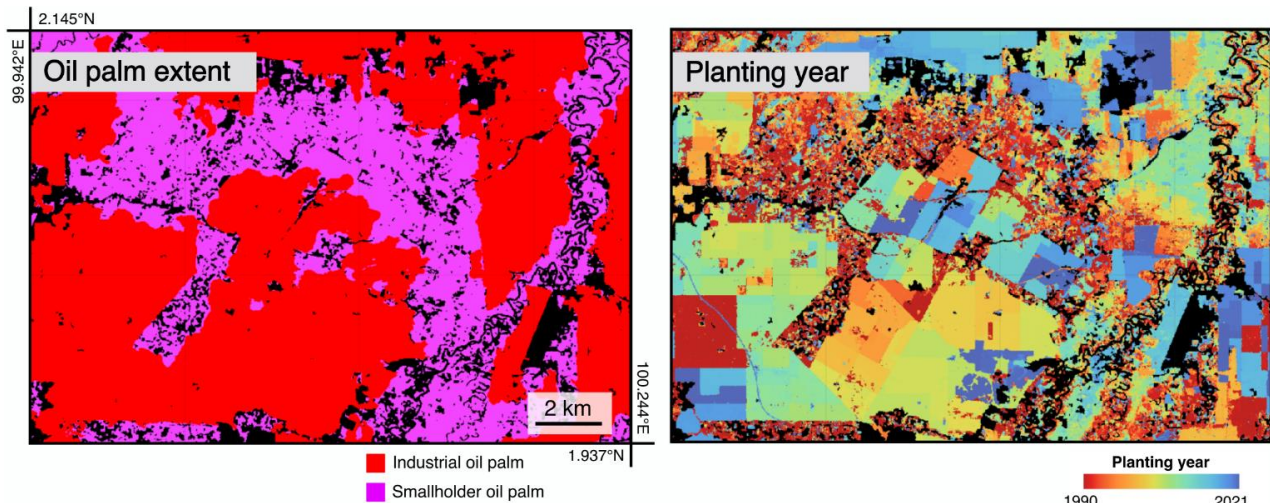 2.145°N
99.942°E
Oil palm extent
Planting year
2 km
100.244°E
1.937°N
Industrial oil palm
Smallholder oil palm
Planting year
1990
2021